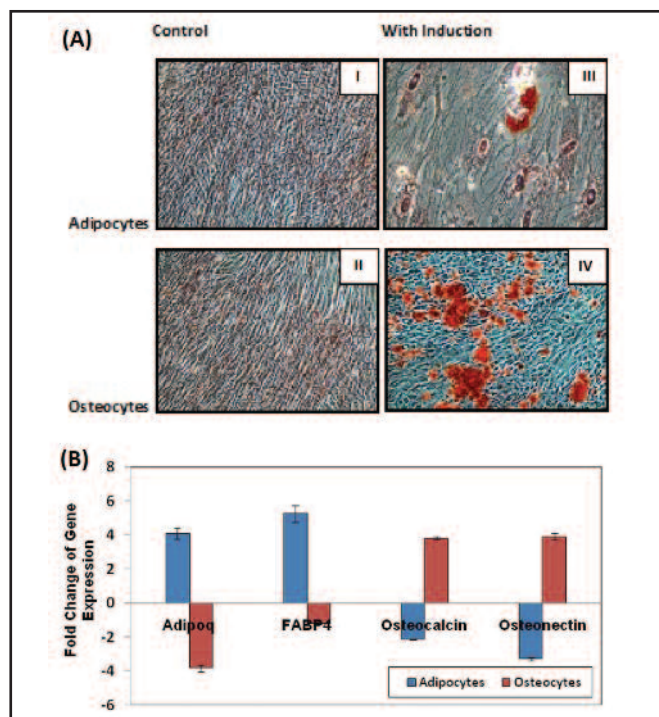 (A) Control With Induction
I III
Adipocytes
II IV
Osteocytes
(B)
8
6
4
2
0
-2
-4
-6
Fold Change of Gene
Expression
Adipoq FABP4 Osteocalcin Osteonectin
Adipocytes Osteocytes